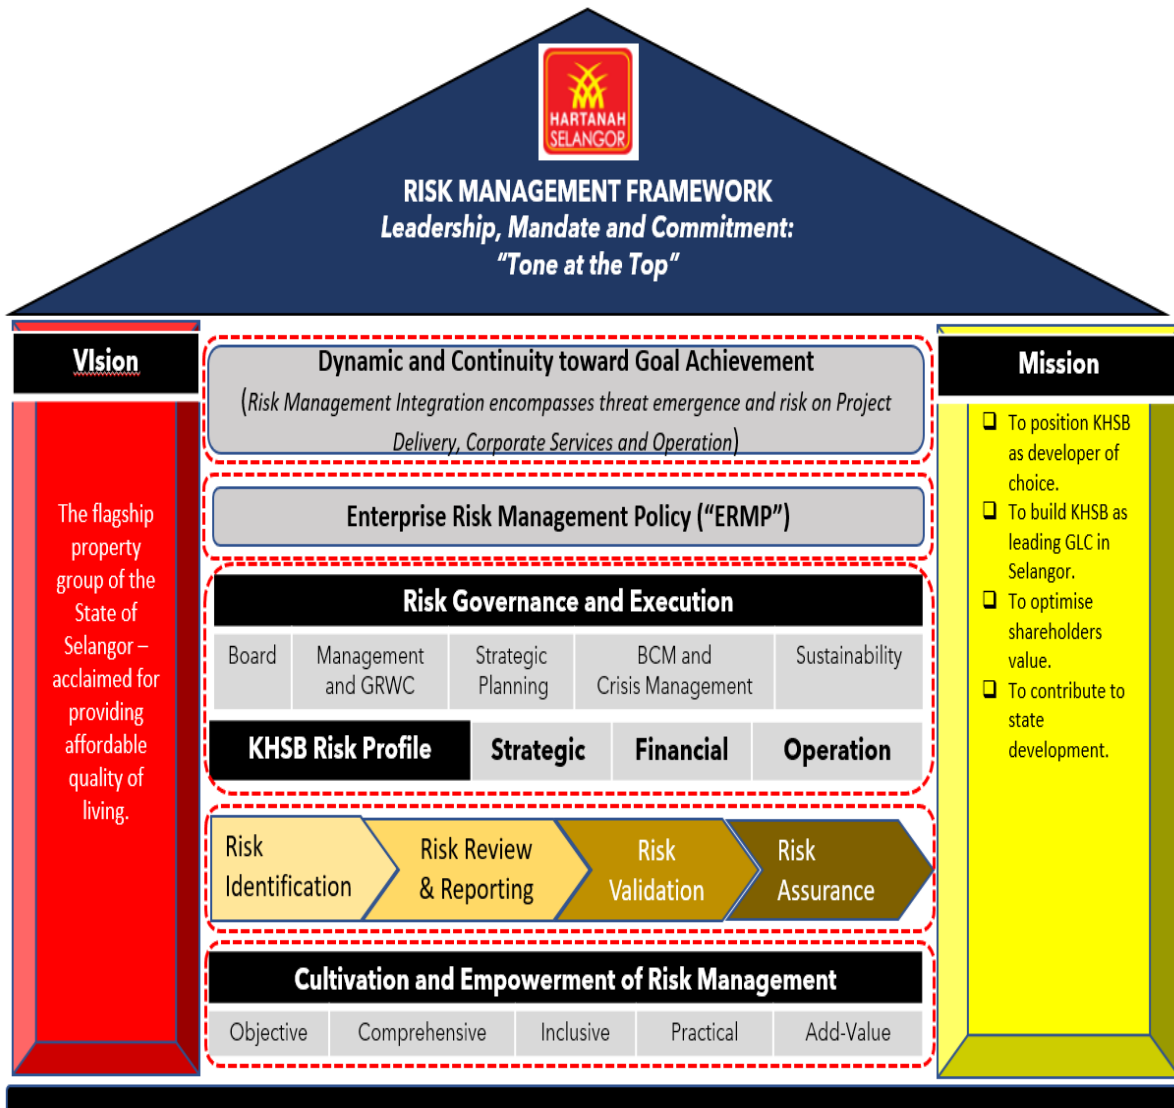 HARTANAH
SELANGOR
RISK MANAGEMENT FRAMEWORK
Leadership, Mandate and Commitment:
“Tone at the Top”
VIsion
The flagship
property
group of the
State of
Selangor –
acclaimed for
providing
affordable
quality of
living.
Dynamic and Continuity toward Goal Achievement
(Risk Management Integration encompasses threat emergence and risk on Project
Delivery, Corporate Services and Operation)
Enterprise Risk Management Policy (“ERMP”)
Risk Governance and Execution
Board
Management
and GRWC
Strategic
Planning
BCM and
Crisis Management
Sustainability
KHSB Risk Profile
Strategic
Financial
Operation
Risk
Identification
Risk Review
& Reporting
Risk
Validation
Risk
Assurance
Cultivation and Empowerment of Risk Management
Objective
Comprehensive
Inclusive
Practical
Add-Value
Mission
❑ To position KHSB
as developer of
choice.
❑ To build KHSB as
leading GLC in
Selangor.
❑ To optimise
shareholders
value.
❑ To contribute to
state
development.